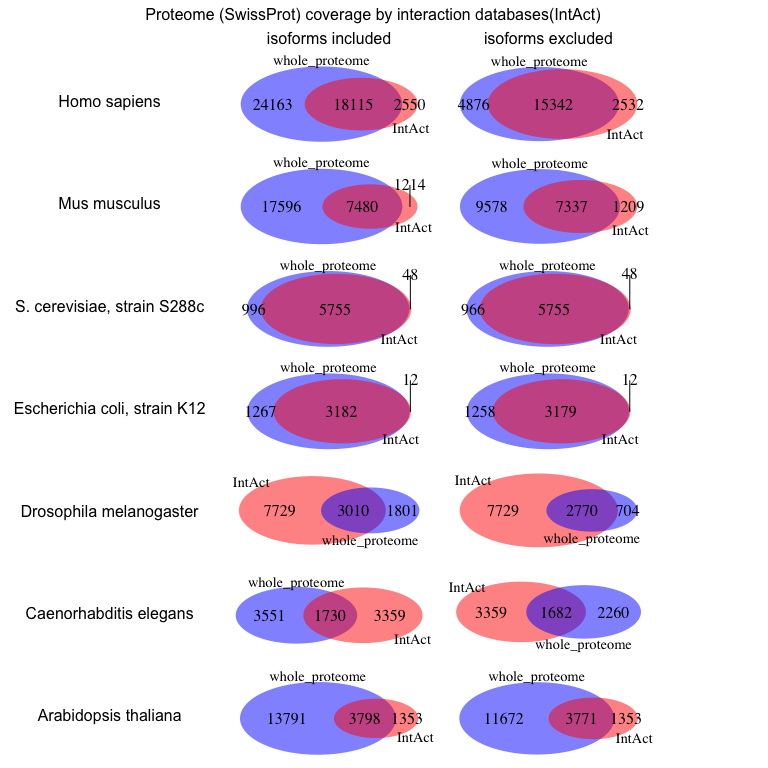 Proteome (SwissProt) coverage by interaction databases(IntAct)
isoforms included isoforms excluded
Homo sapiens
whole_proteome
24163 18115 2550
IntAct
whole_proteome
4876 15342 2532
IntAct
Mus musculus
whole_proteome
1214
17596 7480
IntAct
whole_proteome
9578 7337 1209
IntAct
S. cerevisiae, strain S288c
whole_proteome
48
996 5755
IntAct
whole_proteome
48
966 5755
IntAct
Escherichia coli, strain K12
whole_proteome
12
1267 3182
IntAct
whole_proteome
12
1258 3179
IntAct
Drosophila melanogaster
IntAct
7729 3010 1801
whole_proteome
IntAct
7729 2770 704
whole_proteome
Caenorhabditis elegans
whole_proteome
3551 1730 3359
IntAct
IntAct
3359 1682 2260
whole_proteome
Arabidopsis thaliana
whole_proteome
13791 3798 1353
IntAct
whole_proteome
11672 3771 1353
IntAct